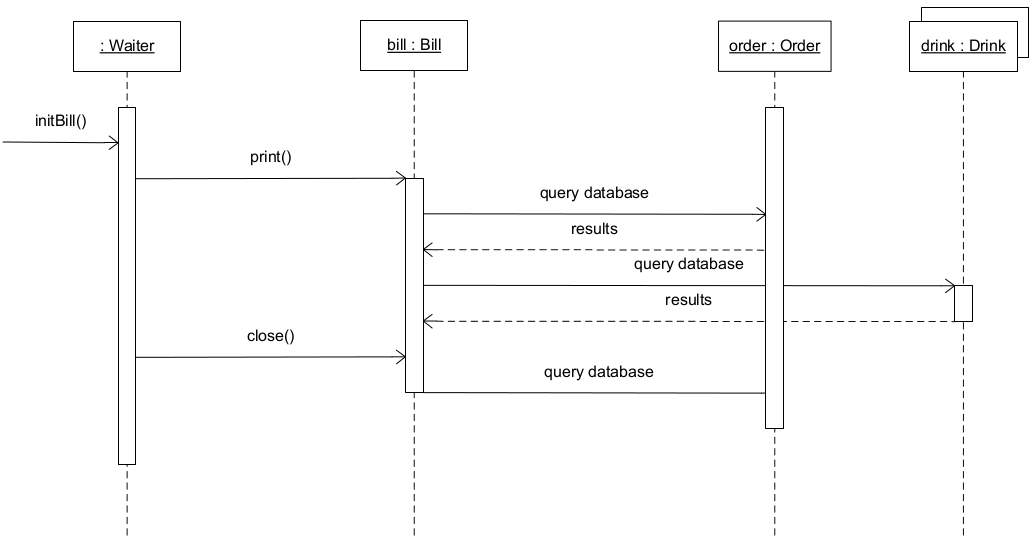 : Waiter
bill : Bill
order : Order
drink : Drink
initBill()
print()
query database
results
query database
results
close()
query database